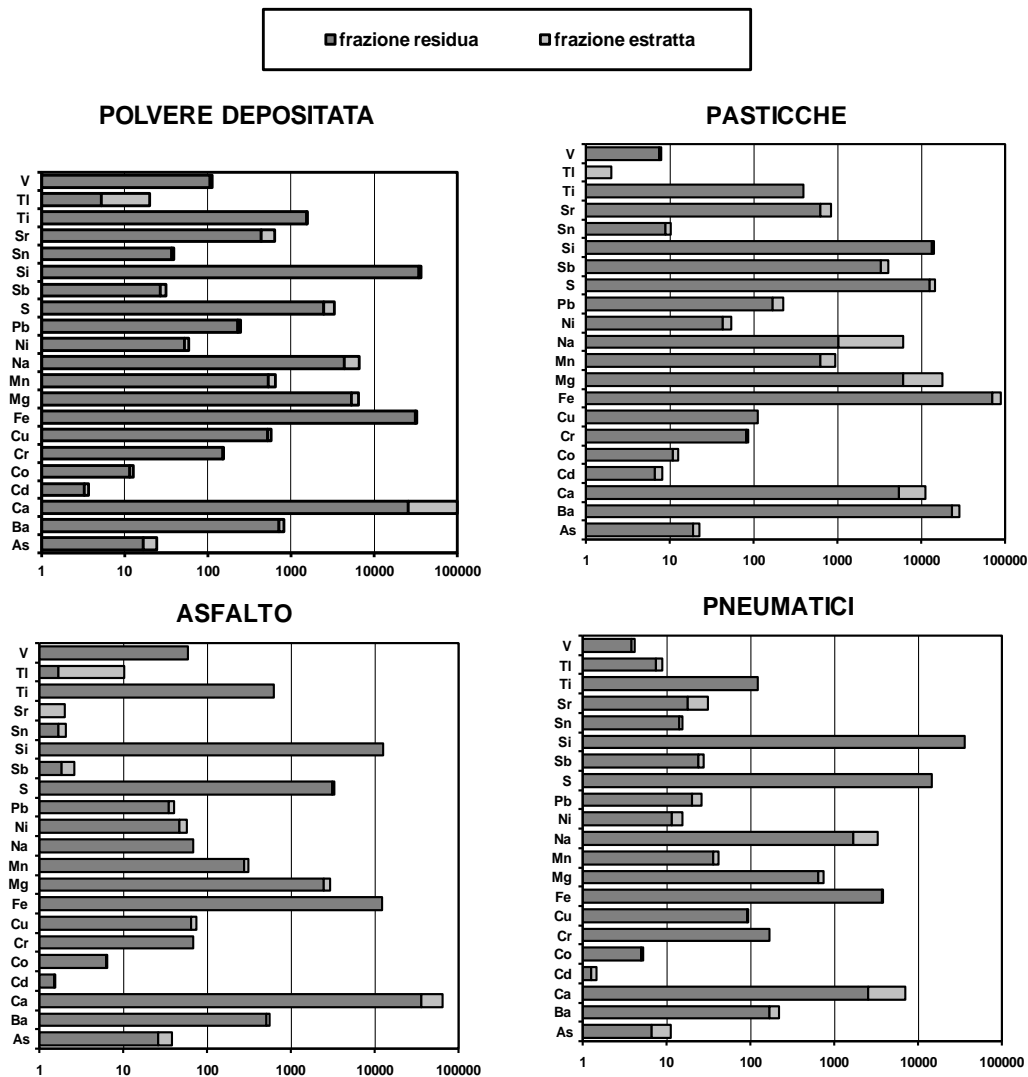 frazione residua frazione estratta
POLVERE DEPOSITATA
V
Tl
Ti
Sr
Sn
Si
Sb
S
Pb
Ni
Na
Mn
Mg
Fe
Cu
Cr
Co
Cd
Ca
Ba
As
1 10 100 1000 10000 100000
PASTICCHE
V
Tl
Ti
Sr
Sn
Si
Sb
S
Pb
Ni
Na
Mn
Mg
Fe
Cu
Cr
Co
Cd
Ca
Ba
As
1 10 100 1000 10000 100000
ASFALTO
V
Tl
Ti
Sr
Sn
Si
Sb
S
Pb
Ni
Na
Mn
Mg
Fe
Cu
Cr
Co
Cd
Ca
Ba
As
1 10 100 1000 10000 100000
PNEUMATICI
V
Tl
Ti
Sr
Sn
Si
Sb
S
Pb
Ni
Na
Mn
Mg
Fe
Cu
Cr
Co
Cd
Ca
Ba
As
1 10 100 1000 10000 100000